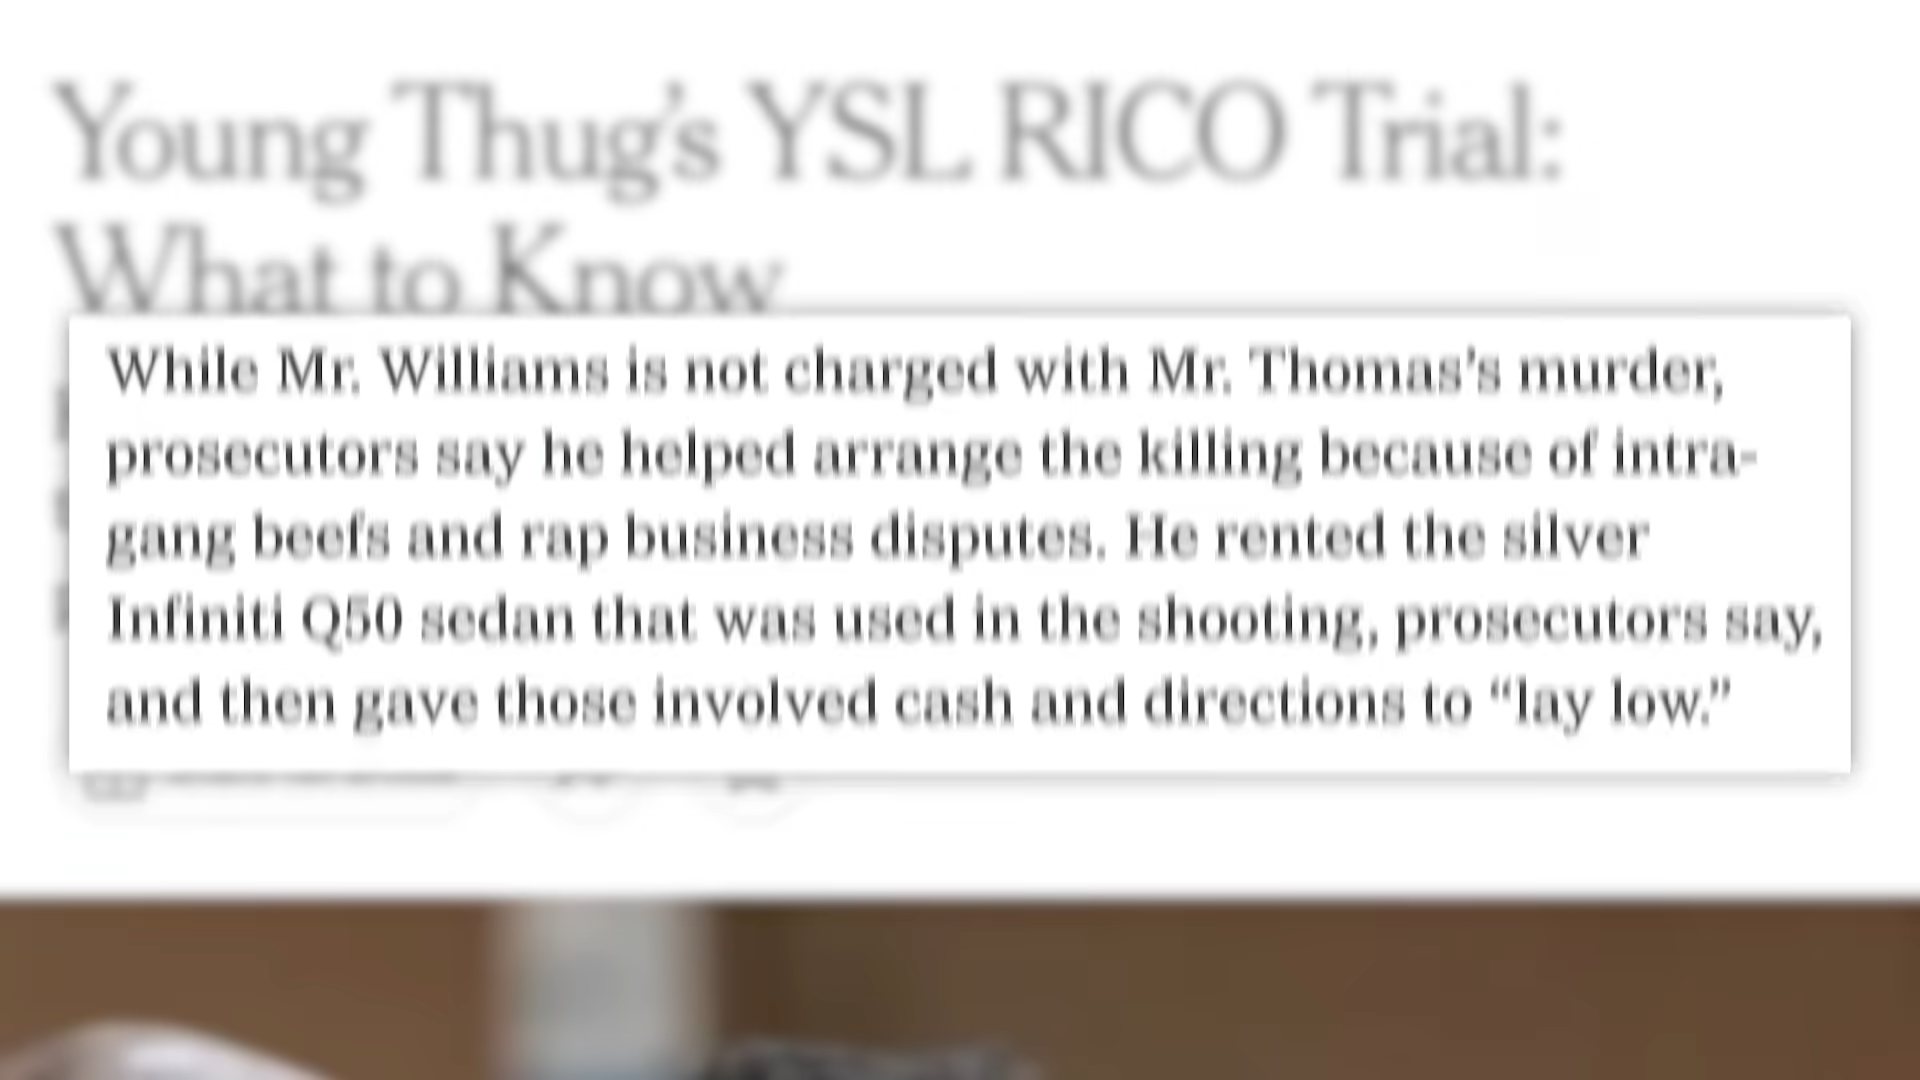 Young Thug's YSL RICO Trial:
What to Know
While Mr. Williams is not charged with Mr. Thomas’s murder,
prosecutors say he helped arrange the killing because of intra-
gang beefs and rap business disputes. He rented the silver
Infiniti Q50 sedan that was used in the shooting, prosecutors say,
and then gave those involved cash and directions to “lay low.”